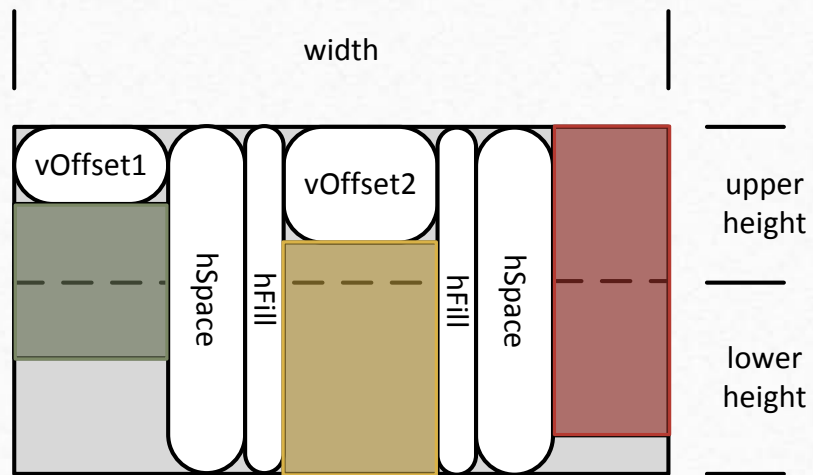 width
vOffset1
hSpace
hFill
vOffset2
hFill
hSpace
upper
height
lower
height